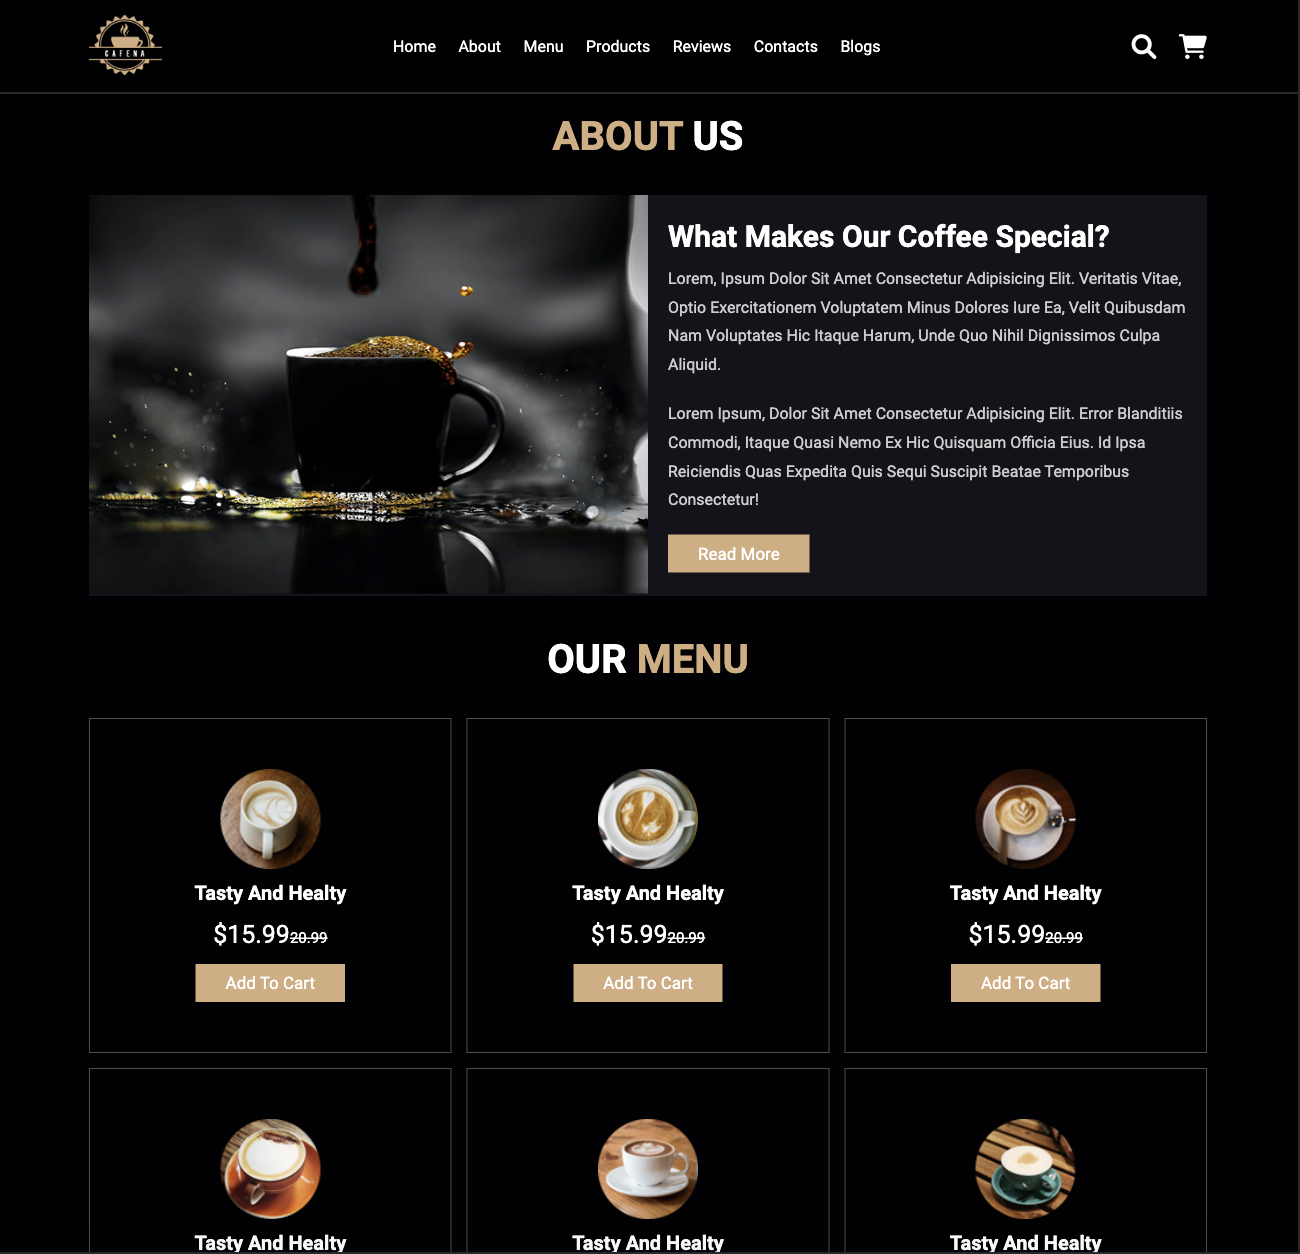 CAFENA
Home About Menu Products Reviews Contacts Blogs
ABOUT US
What Makes Our Coffee Special?
Lorem, Ipsum Dolor Sit Amet Consectetur Adipisicing Elit. Veritatis Vitae,
Optio Exercitationem Voluptatem Minus Dolores Iure Ea, Velit Quibusdam
Nam Voluptates Hic Itaque Harum, Unde Quo Nihil Dignissimos Culpa
Aliquid.
Lorem Ipsum, Dolor Sit Amet Consectetur Adipisicing Elit. Error Blanditiis
Commodi, Itaque Quasi Nemo Ex Hic Quisquam Officia Eius. Id Ipsa
Reiciendis Quas Expedita Quis Sequi Suscipit Beatae Temporibus
Consectetur!
Read More
OUR MENU
Tasty And Healty
$15.99 20.99
Add To Cart
Tasty And Healty
$15.99 20.99
Add To Cart
Tasty And Healty
$15.99 20.99
Add To Cart
Tasty And Healty
Tasty And Healty
Tasty And Healty